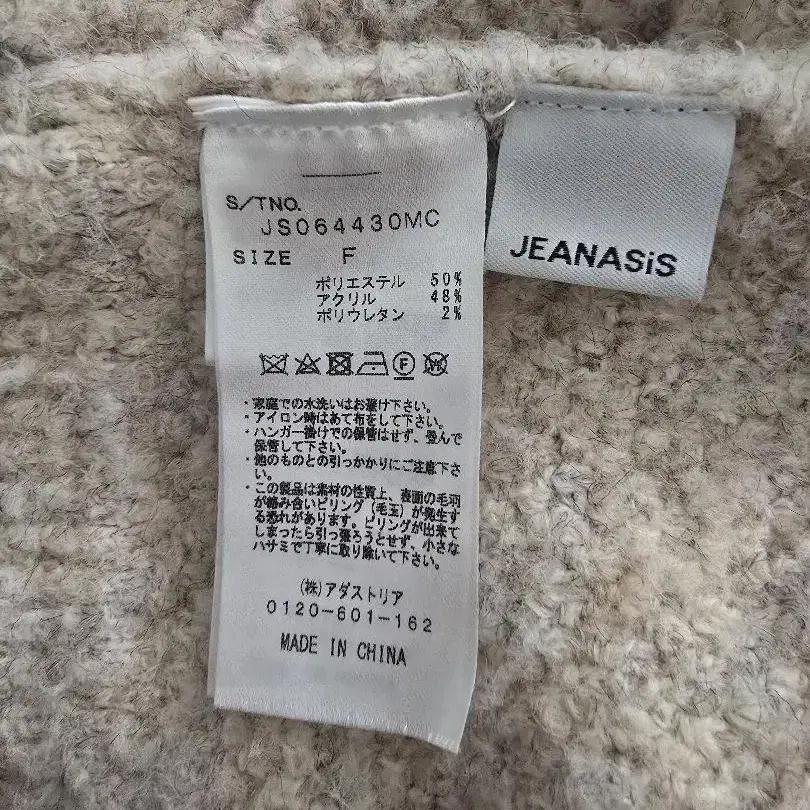 S/TNO.
JS064430MC
SIZE F
ポリエステル 50%
アクリル 48%
ポリウレタン 2%
・家庭での水洗いはお避け下さい。
・アイロン時はあて布をして下さい。
・ハンガー掛けでの保管はせず、畳んで
保管して下さい。
・他のものとの引っかかりにご注意下さ
い。
・この製品は素材の性質上、表面の毛羽
が絡み合いピリング（毛玉）が発生す
る恐れがあります。ピリングが出来て
しまったら引っ張ろうとせず、小さな
ハサミで丁寧に取り除いて下さい。
(株)アダストリア
0120-601-162
MADE IN CHINA
JEANASiS